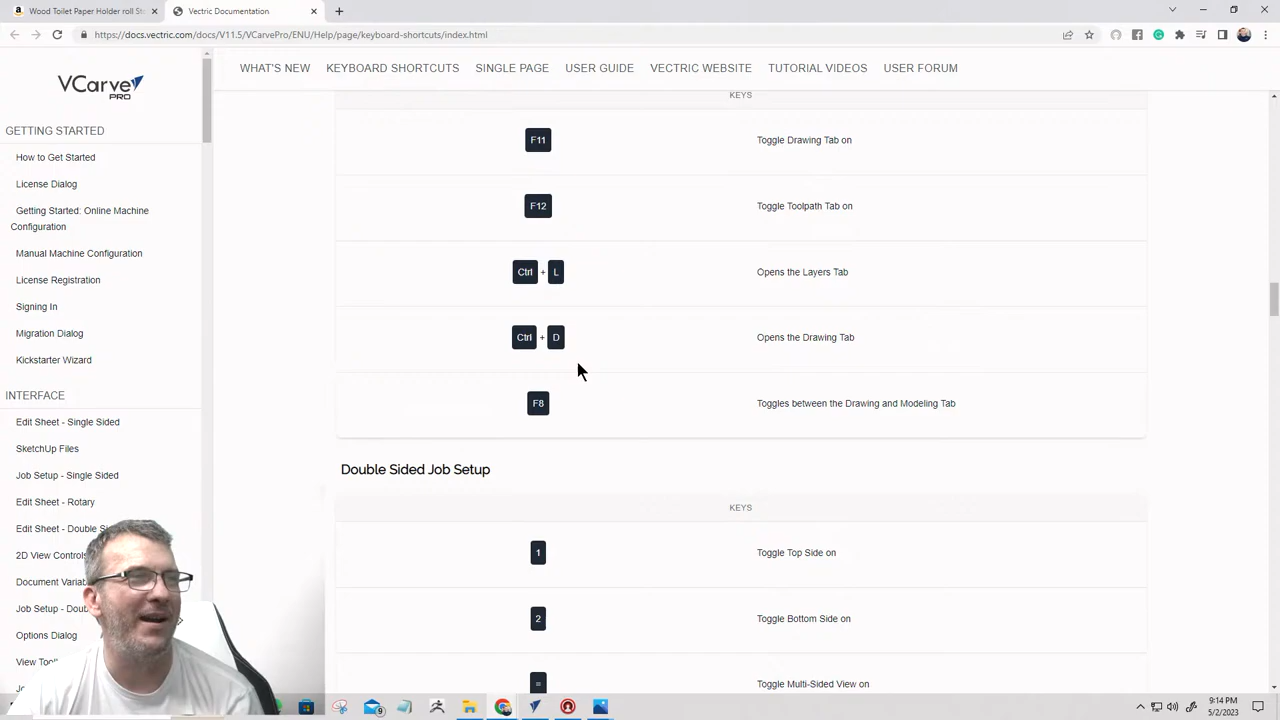 Wood Toilet Paper Holder roll Sta
Vectric Documentation
https://docs.vectric.com/docs/V11.5/VCarvePro/ENU/Help/page/keyboard-shortcuts/index.html
VCarve
PRO
WHAT'S NEW
KEYBOARD SHORTCUTS
SINGLE PAGE
USER GUIDE
VECTRIC WEBSITE
TUTORIAL VIDEOS
USER FORUM
GETTING STARTED
How to Get Started
License Dialog
Getting Started: Online Machine
Configuration
Manual Machine Configuration
License Registration
Signing In
Migration Dialog
Kickstarter Wizard
INTERFACE
Edit Sheet - Single Sided
SketchUp Files
Job Setup - Single Sided
Edit Sheet - Rotary
Edit Sheet - Double Si
2D View Controls
Document Variab
Job Setup - Dou
Options Dialog
View Tool
KEYS
F11 Toggle Drawing Tab on
F12 Toggle Toolpath Tab on
Ctrl + L Opens the Layers Tab
Ctrl + D Opens the Drawing Tab
F8 Toggles between the Drawing and Modeling Tab
Double Sided Job Setup
KEYS
1 Toggle Top Side on
2 Toggle Bottom Side on
= Toggle Multi-Sided View on
9
9:14 PM
5/2/2023